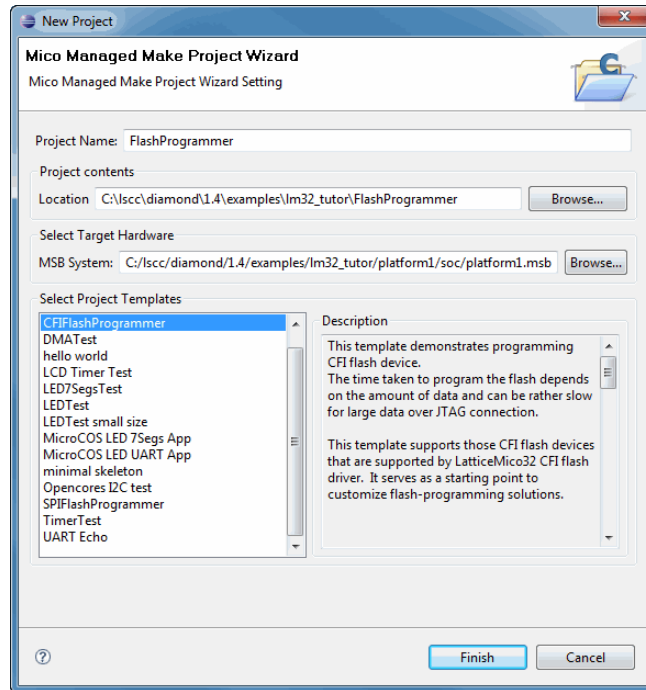 New Project
Mico Managed Make Project Wizard
Mico Managed Make Project Wizard Setting
C
Project Name: FlashProgrammer
Project contents
Location C:\lscc\diamond\1.4\examples\lm32_tutor\FlashProgrammer Browse...
Select Target Hardware
MSB System: C:/lscc/diamond/1.4/examples/lm32_tutor/platform1/soc/platform1.msb Browse...
Select Project Templates
CFIFlashProgrammer
DMATest
hello world
LCD Timer Test
LED7SegsTest
LEDTest
LEDTest small size
MicroCOS LED 7Segs App
MicroCOS LED UART App
minimal skeleton
Opencores I2C test
SPIFlashProgrammer
TimerTest
UART Echo
Description
This template demonstrates programming
CFI flash device.
The time taken to program the flash depends
on the amount of data and can be rather slow
for large data over JTAG connection.
This template supports those CFI flash devices
that are supported by LatticeMico32 CFI flash
driver. It serves as a starting point to
customize flash-programming solutions.
? Finish Cancel